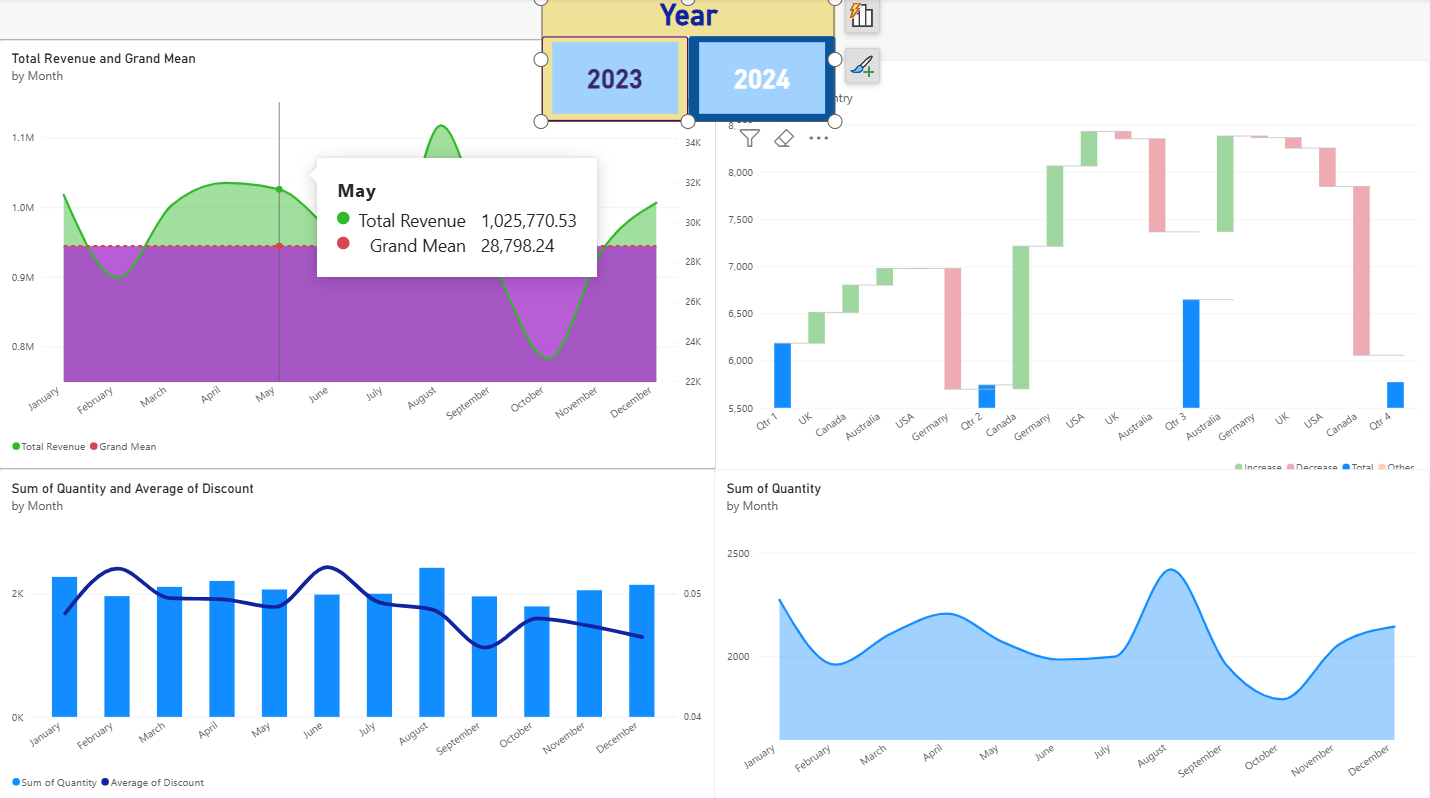 Year
2023
2024
Total Revenue and Grand Mean
by Month
1.1M
1.0M
0.9M
0.8M
34K
32K
30K
28K
26K
24K
22K
May
Total Revenue 1,025,770.53
Grand Mean 28,798.24
January February March April May June July August September October November December
Total Revenue Grand Mean
8,000
7,500
7,000
6,500
6,000
5,500
Qtr 1 UK Canada Australia USA Germany Qtr 2 Canada Germany USA UK Australia Qtr 3 Australia Germany UK USA Canada Qtr 4
Increase Decrease Total Other
Sum of Quantity and Average of Discount
by Month
2K
0K
0.05
0.04
January February March April May June July August September October November December
Sum of Quantity Average of Discount
Sum of Quantity
by Month
2500
2000
January February March April May June July August September October November December